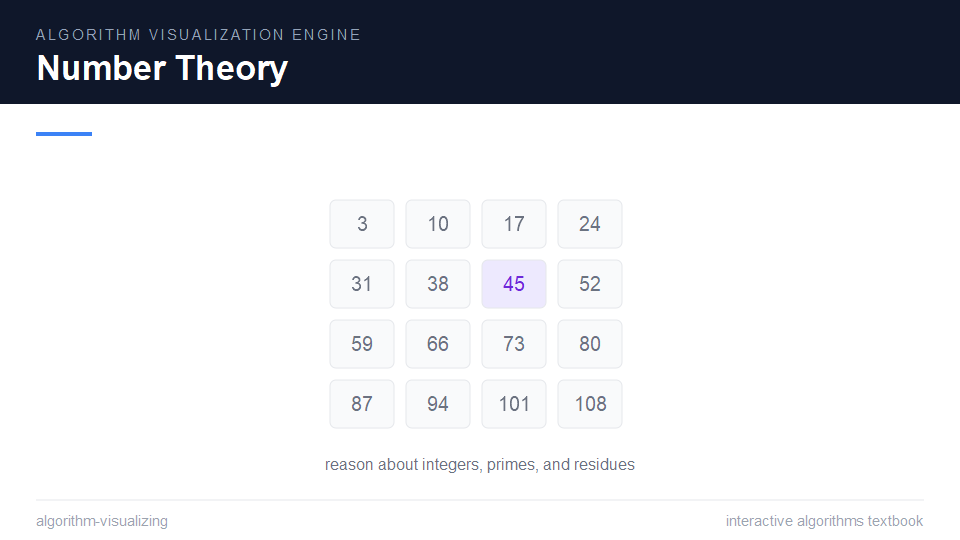 ALGORITHM VISUALIZATION ENGINE
Number Theory
3 10 17 24
31 38 45 52
59 66 73 80
87 94 101 108
reason about integers, primes, and residues
algorithm-visualizing interactive algorithms textbook